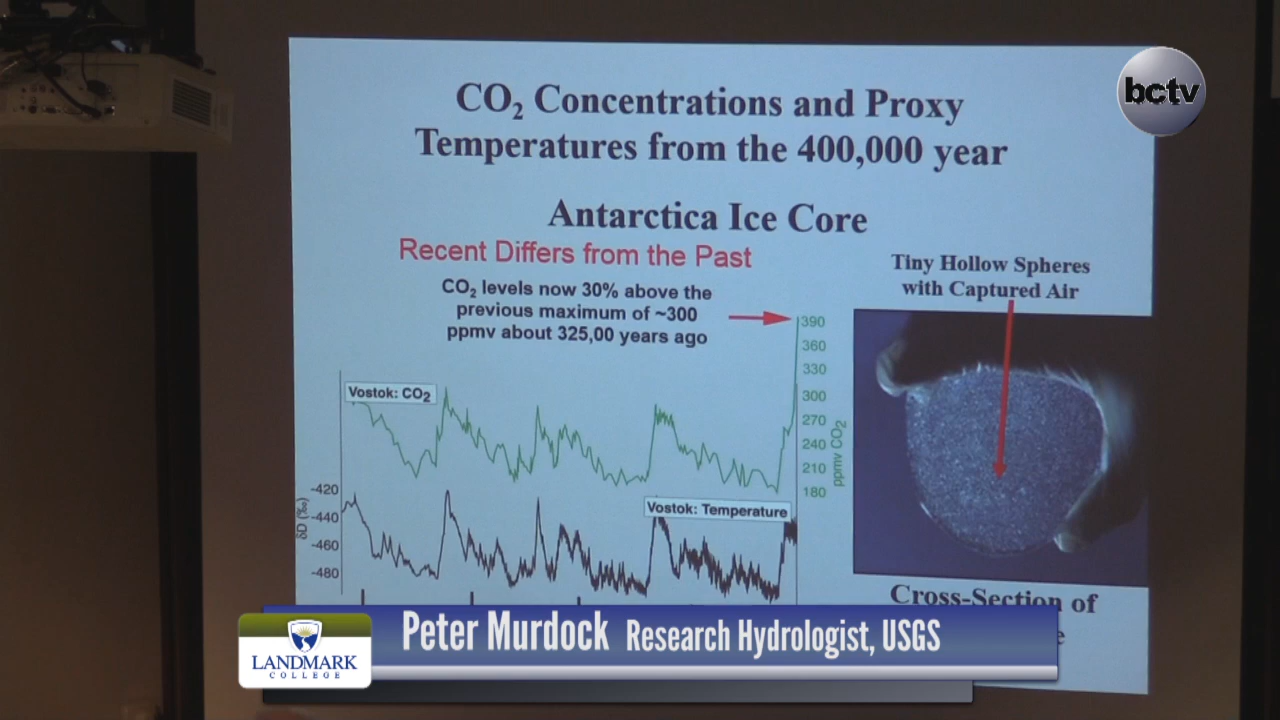 bctv
CO₂ Concentrations and Proxy
Temperatures from the 400,000 year
Antarctica Ice Core
Recent Differs from the Past
CO₂ levels now 30% above the
previous maximum of ~300
ppmv about 325,00 years ago
Tiny Hollow Spheres
with Captured Air
390
360
330
300
270
240
210
180
ppmv CO₂
Vostok: CO₂
-420
-440
-460
-480
δD (‰)
Vostok: Temperature
Cross-Section of
Peter Murdock Research Hydrologist, USGS
LANDMARK
COLLEGE